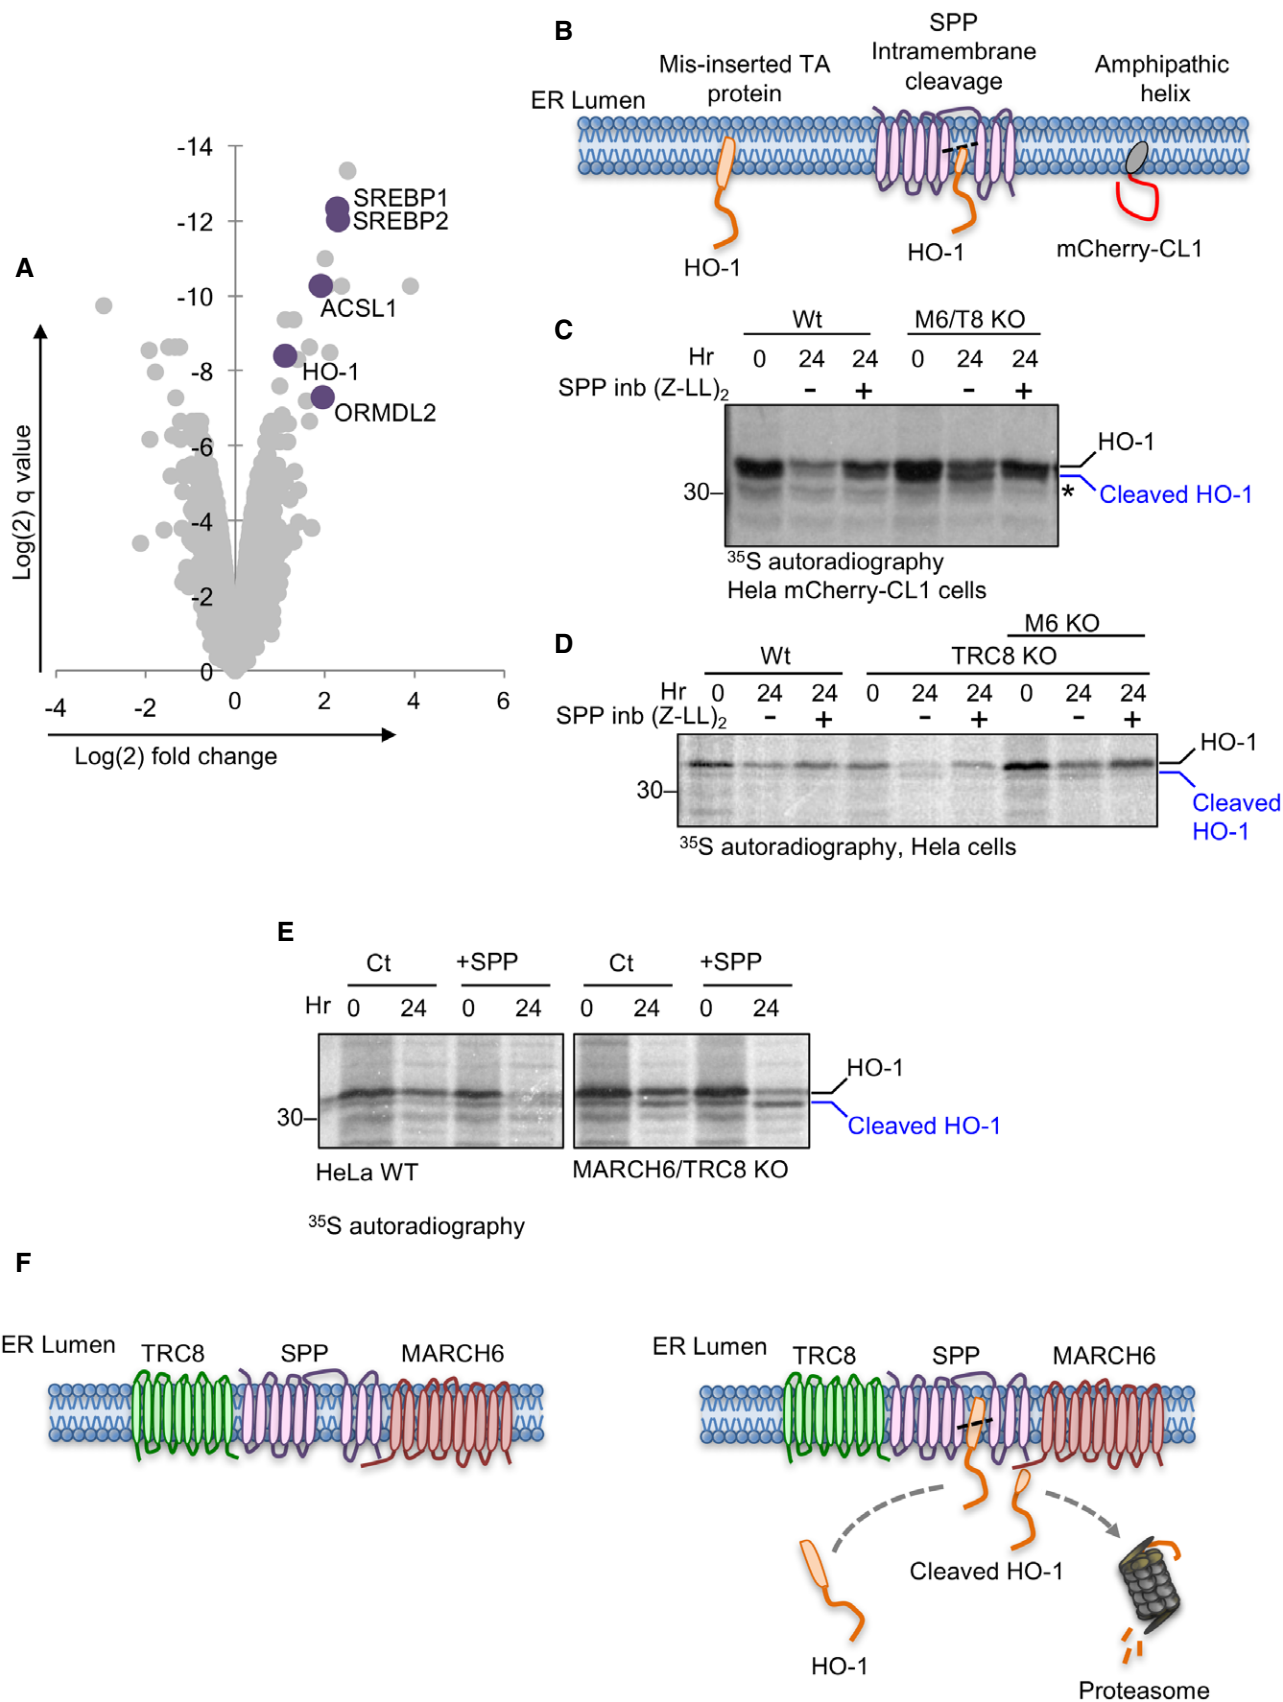 A
Log(2) q value
-14
-12
-10
-8
-6
-4
-2
0
SREBP1
SREBP2
ACSL1
HO-1
ORMDL2
-4 -2 0 2 4 6
Log(2) fold change
B
ER Lumen
Mis-inserted TA
protein
SPP
Intramembrane
cleavage
Amphipathic
helix
HO-1
HO-1
mCherry-CL1
C
Wt M6/T8 KO
Hr 0 24 24 0 24 24
SPP inb (Z-LL)₂ - + - +
30
HO-1
* Cleaved HO-1
³⁵S autoradiography
Hela mCherry-CL1 cells
D
M6 KO
Wt TRC8 KO
Hr 0 24 24 0 24 24 0 24 24
SPP inb (Z-LL)₂ - + - + - +
30
HO-1
Cleaved
HO-1
³⁵S autoradiography, Hela cells
E
Ct +SPP Ct +SPP
Hr 0 24 0 24 0 24 0 24
30
HO-1
Cleaved HO-1
HeLa WT
MARCH6/TRC8 KO
³⁵S autoradiography
F
ER Lumen
TRC8
SPP
MARCH6
ER Lumen
TRC8
SPP
MARCH6
Cleaved HO-1
HO-1
Proteasome